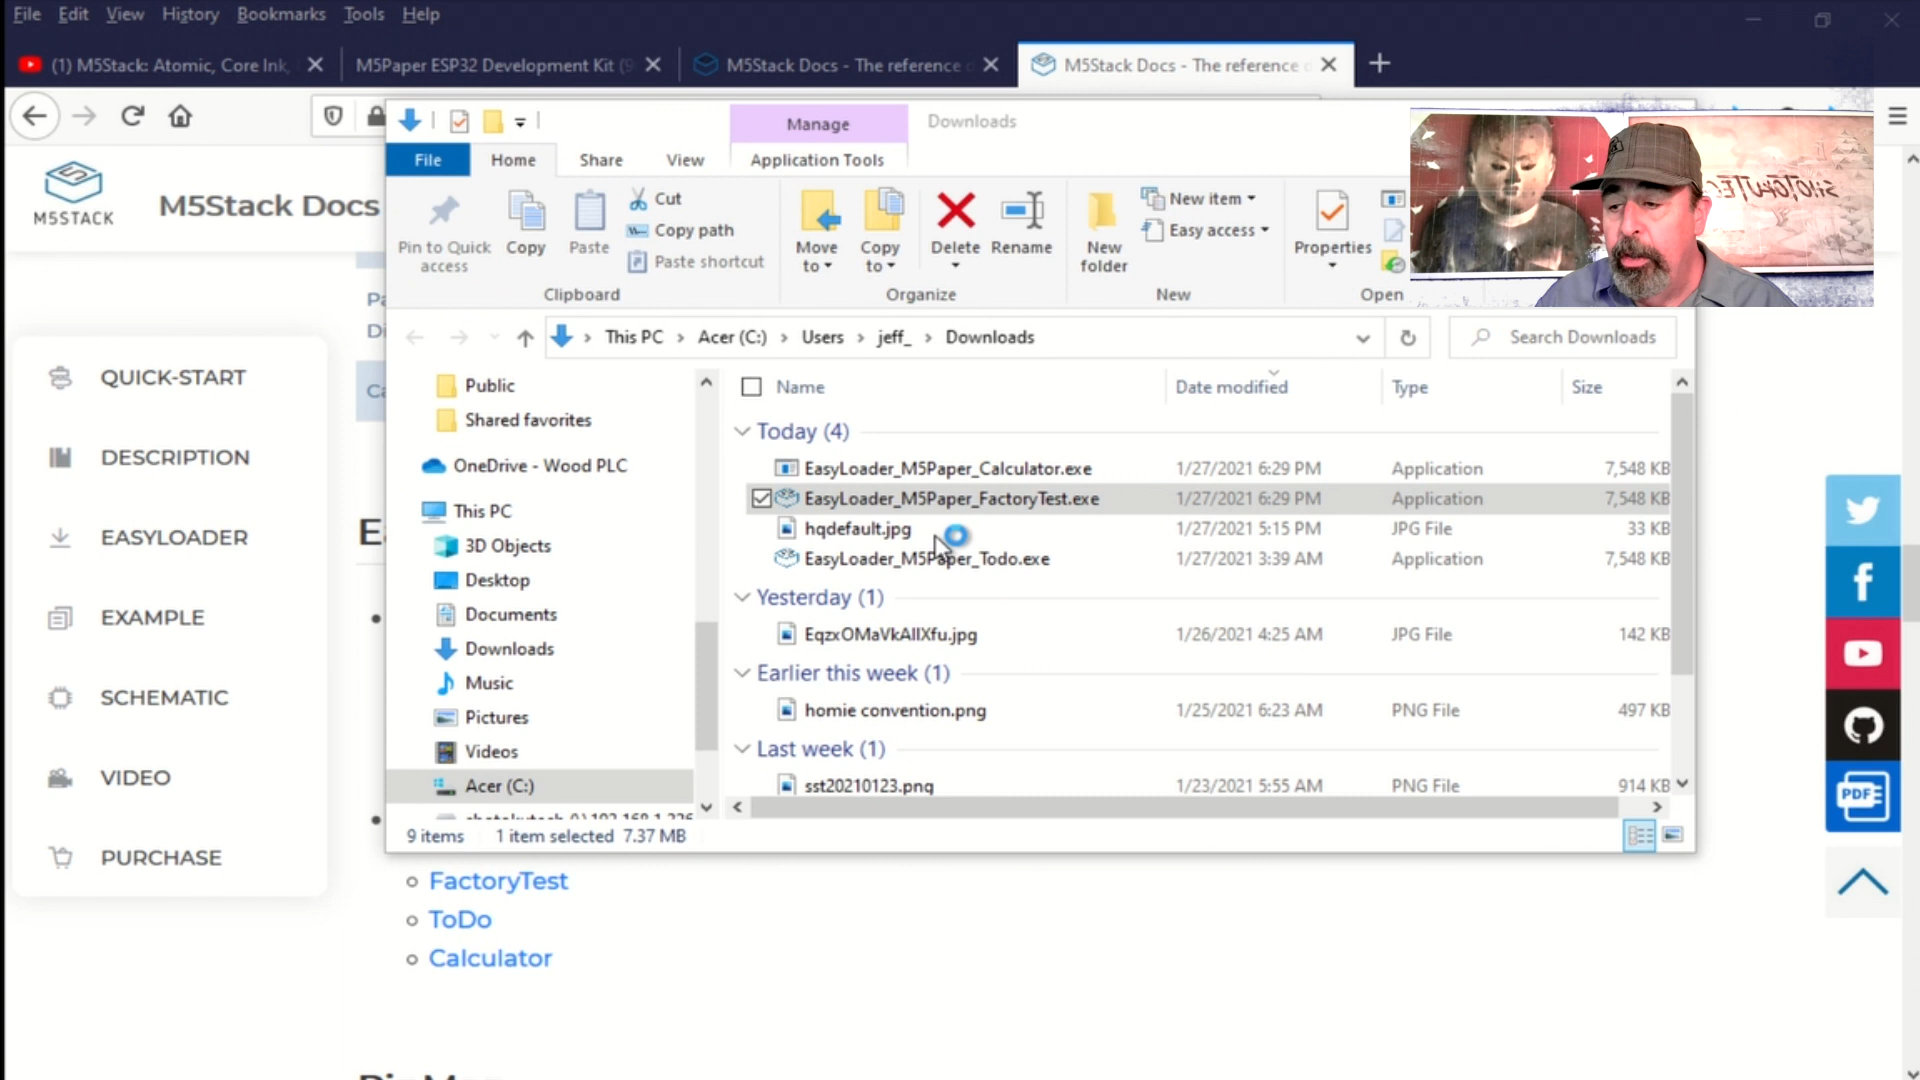 File Edit View History Bookmarks Tools Help
(1) M5Stack: Atomic, Core Ink,
M5Paper ESP32 Development Kit (9
M5Stack Docs - The reference d
M5Stack Docs - The reference d
Manage
Downloads
File Home Share View Application Tools
Pin to Quick access
Copy
Paste
Cut
Copy path
Paste shortcut
Clipboard
Move to
Copy to
Delete
Rename
Organize
New folder
New item
Easy access
New
Properties
Open
M5STACK
M5Stack Docs
This PC > Acer (C:) > Users > jeff_ > Downloads
Search Downloads
QUICK-START
DESCRIPTION
EASYLOADER
EXAMPLE
SCHEMATIC
VIDEO
PURCHASE
Public
Shared favorites
OneDrive - Wood PLC
This PC
3D Objects
Desktop
Documents
Downloads
Music
Pictures
Videos
Acer (C:)
Name Date modified Type Size
Today (4)
EasyLoader_M5Paper_Calculator.exe 1/27/2021 6:29 PM Application 7,548 KB
EasyLoader_M5Paper_FactoryTest.exe 1/27/2021 6:29 PM Application 7,548 KB
hqdefault.jpg 1/27/2021 5:15 PM JPG File 33 KB
EasyLoader_M5Paper_Todo.exe 1/27/2021 3:39 AM Application 7,548 KB
Yesterday (1)
EqzxOMaVkAIlXfu.jpg 1/26/2021 4:25 AM JPG File 142 KB
Earlier this week (1)
homie convention.png 1/25/2021 6:23 AM PNG File 497 KB
Last week (1)
sst20210123.png 1/23/2021 5:55 AM PNG File 914 KB
9 items 1 item selected 7.37 MB
FactoryTest
ToDo
Calculator
PDF